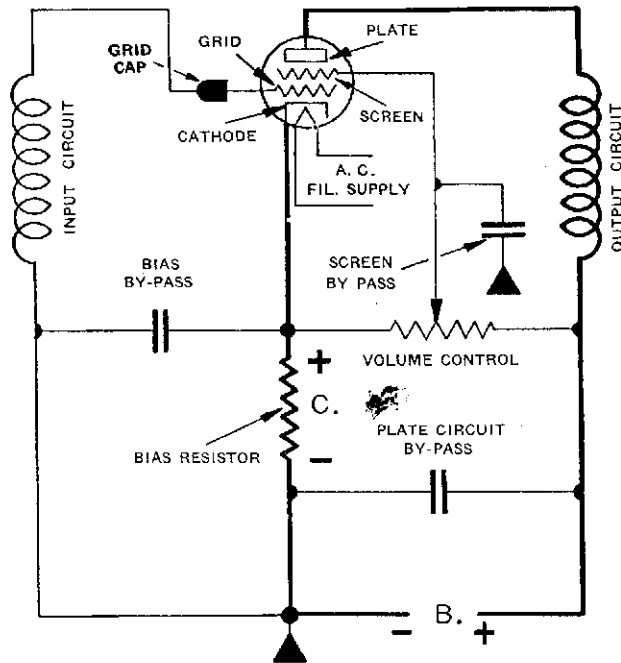 PLATE
GRID
GRID
CAP
SCREEN
CATHODE
A. C.
FIL. SUPPLY
INPUT CIRCUIT
OUTPUT CIRCUIT
BIAS
BY-PASS
SCREEN
BY PASS
VOLUME CONTROL
+
C.
BIAS RESISTOR
-
PLATE CIRCUIT
BY-PASS
- B. +